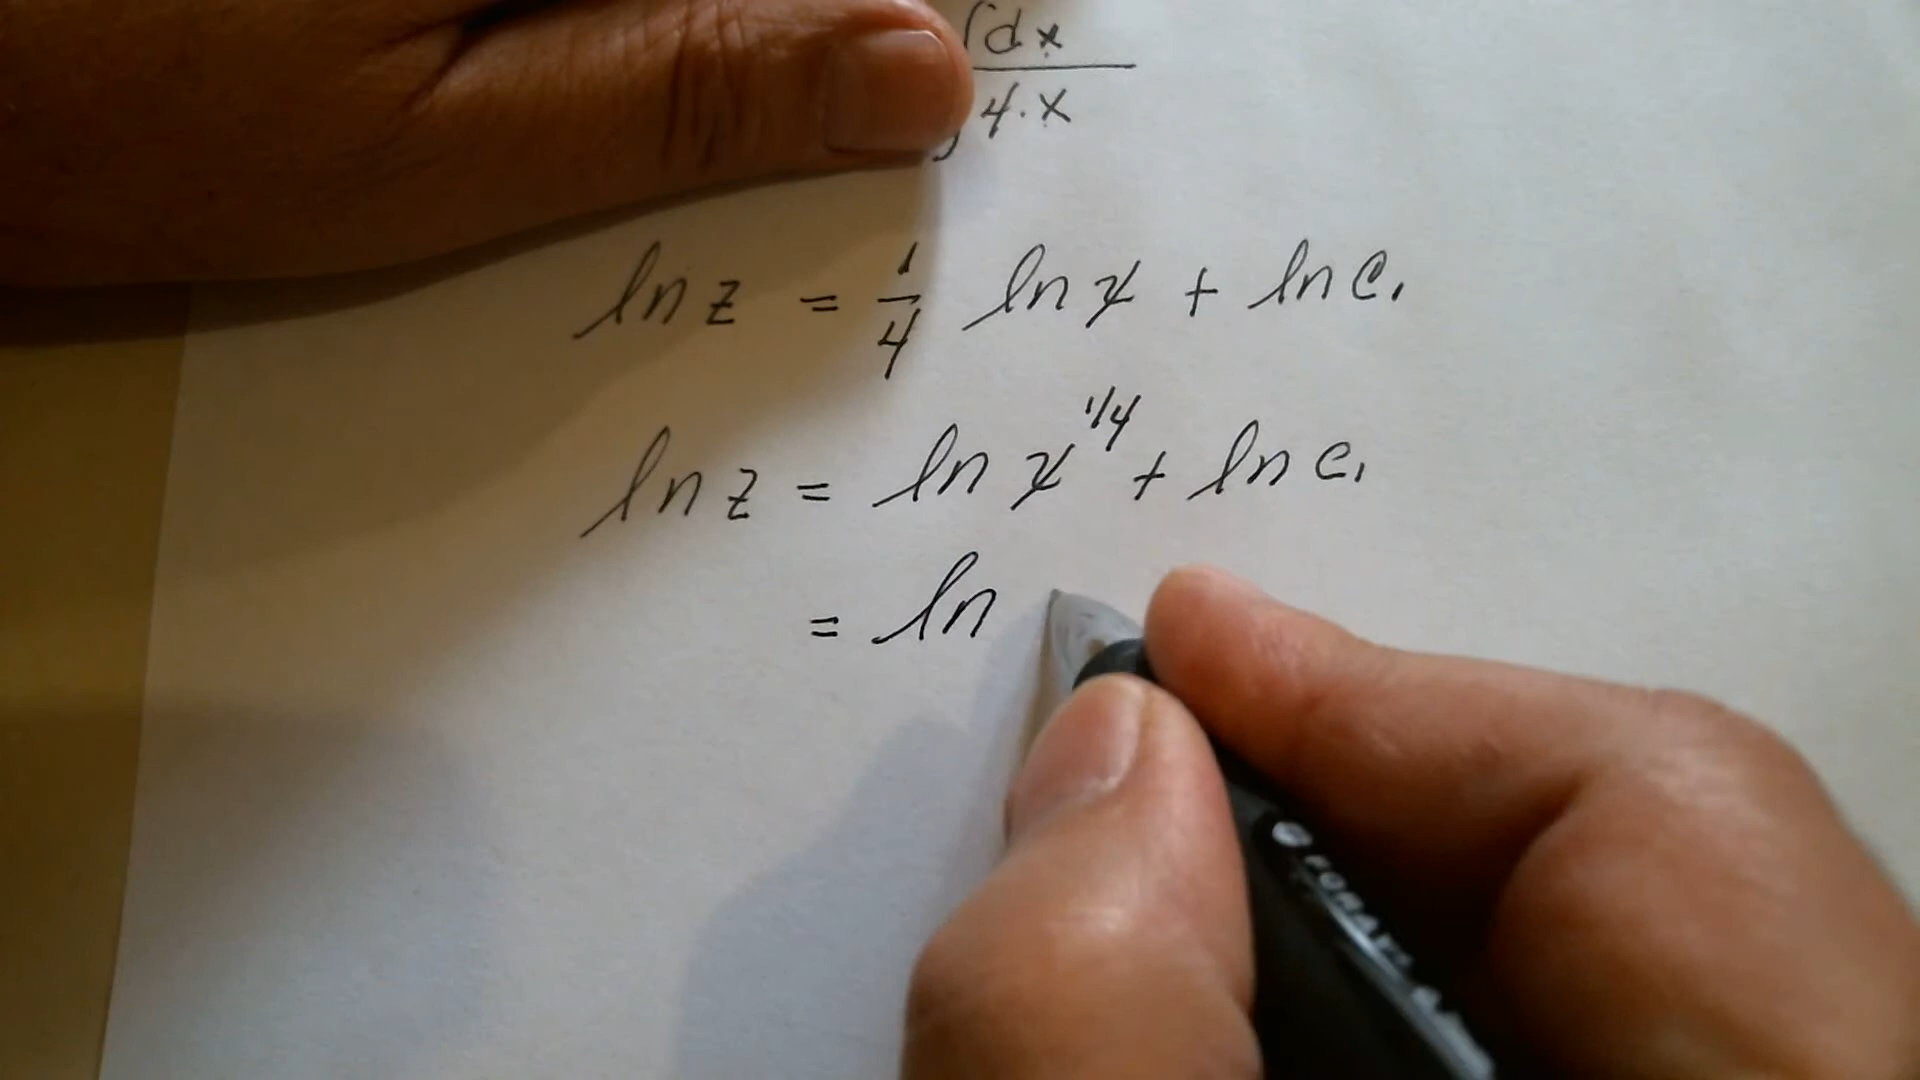 ∫dx
4·x
ln z = 1/4 ln x + ln c₁
ln z = ln x^1/4 + ln c₁
= ln